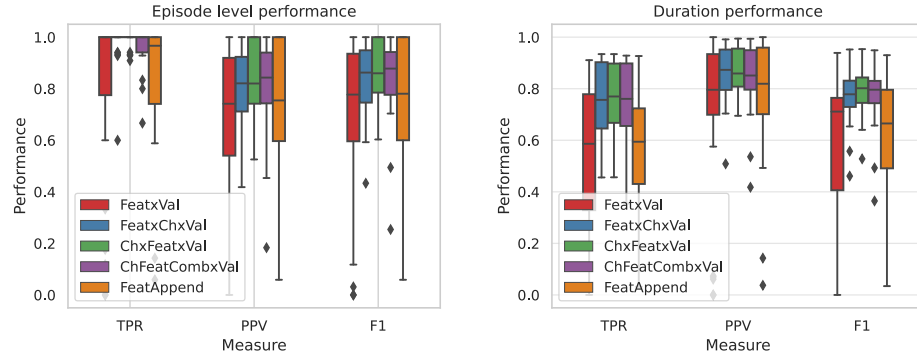 Episode level performance
1.0
0.8
0.6
0.4
0.2
0.0
Performance
FeatxVal
FeatxChxVal
ChxFeatxVal
ChFeatCombxVal
FeatAppend
TPR
PPV
F1
Measure
Duration performance
1.0
0.8
0.6
0.4
0.2
0.0
Performance
FeatxVal
FeatxChxVal
ChxFeatxVal
ChFeatCombxVal
FeatAppend
TPR
PPV
F1
Measure